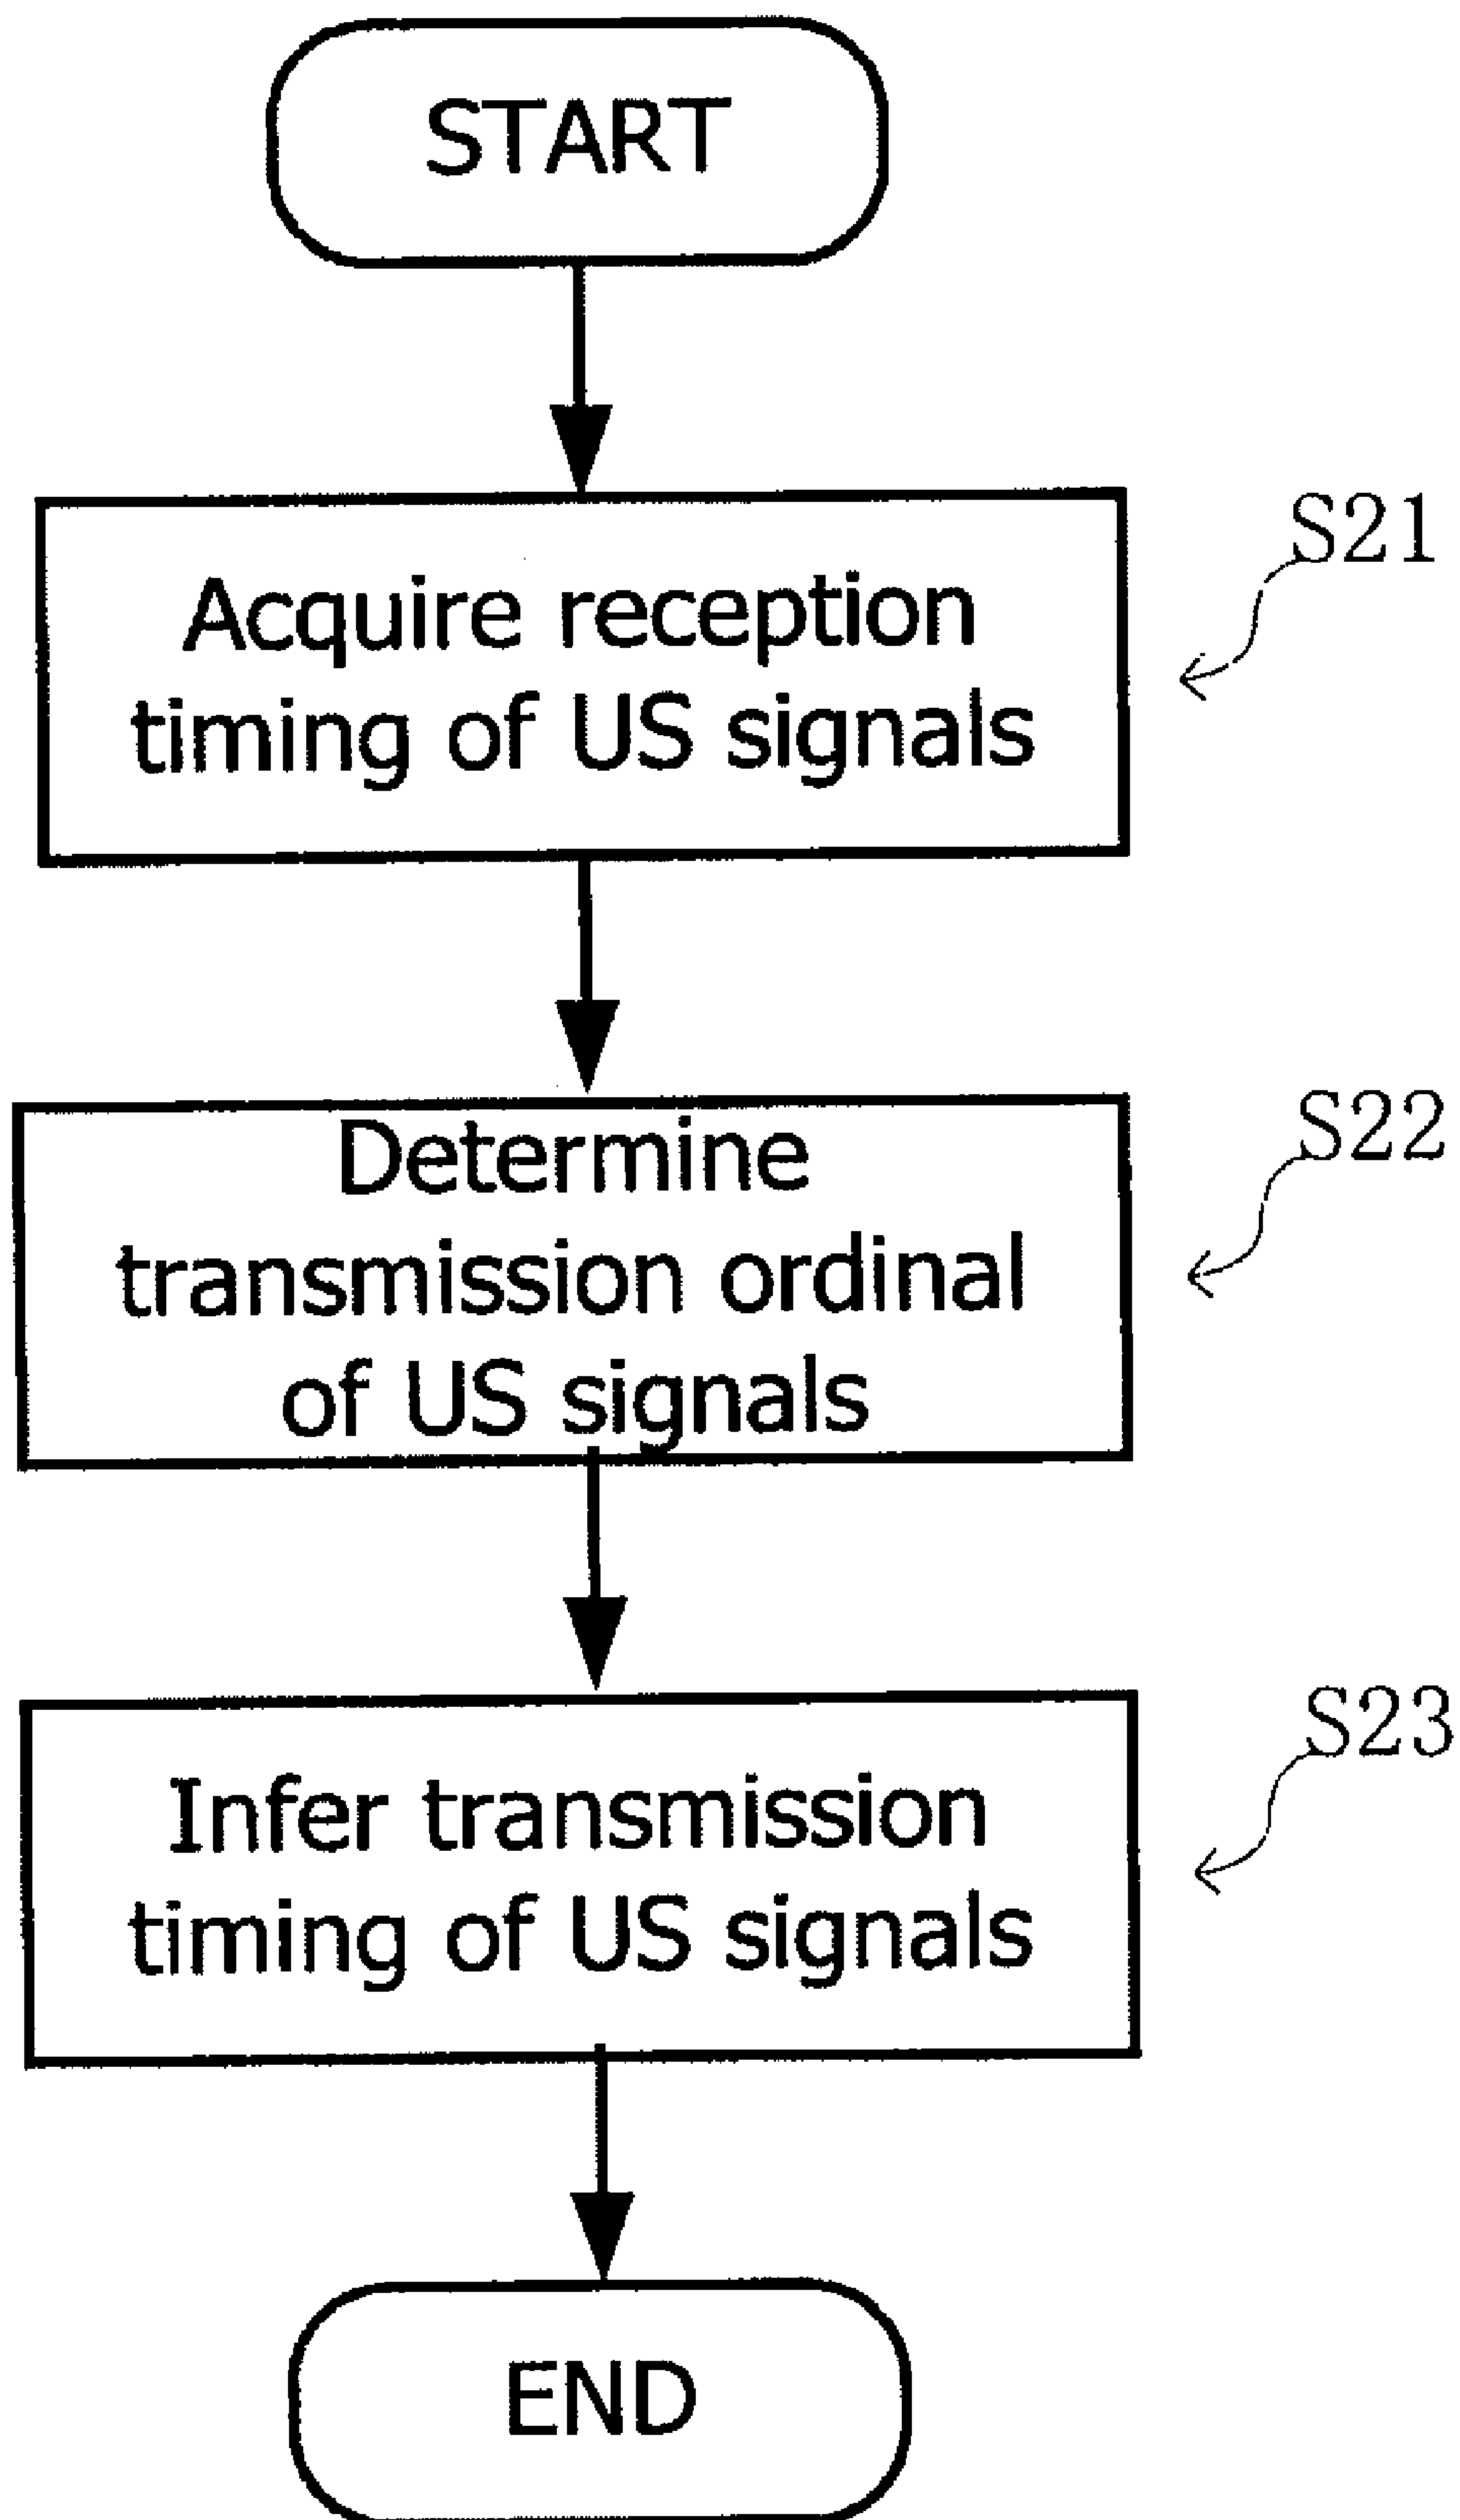 START
Acquire reception
timing of US signals
S21
Determine
transmission ordinal
of US signals
S22
Infer transmission
timing of US signals
S23
END